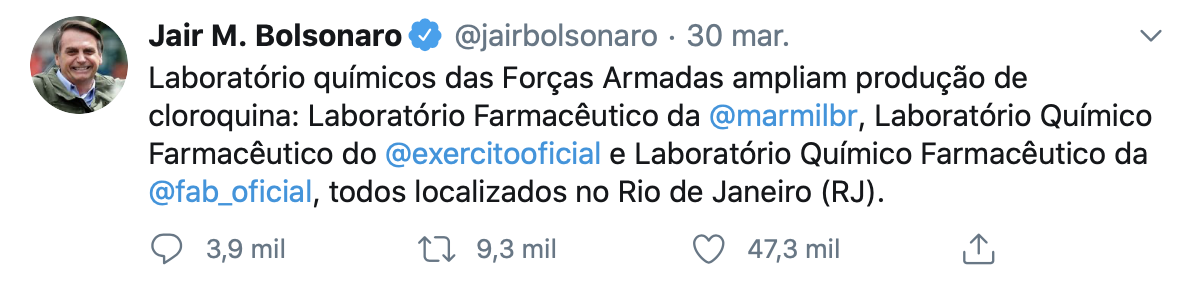 Jair M. Bolsonaro @jairbolsonaro · 30 mar.
Laboratório químicos das Forças Armadas ampliam produção de
cloroquina: Laboratório Farmacêutico da @marmilbr, Laboratório Químico
Farmacêutico do @exercitooficial e Laboratório Químico Farmacêutico da
@fab_oficial, todos localizados no Rio de Janeiro (RJ).
3,9 mil 9,3 mil 47,3 mil